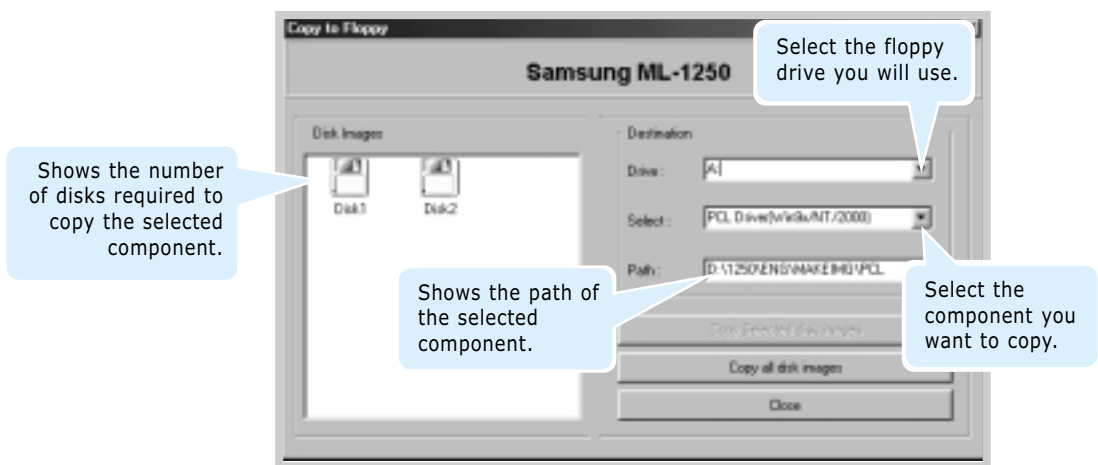 Copy to Floppy
Samsung ML-1250
Select the floppy
drive you will use.
Disk Images
Disk1
Disk2
Shows the number
of disks required to
copy the selected
component.
Destination
Drive :
A:
Select :
PCL Driver(Win9x/NT/2000)
Path :
D:\1250\ENG\MAKEIMG\PCL
Shows the path of
the selected
component.
Select the
component you
want to copy.
Copy Selected disk images
Copy all disk images
Close